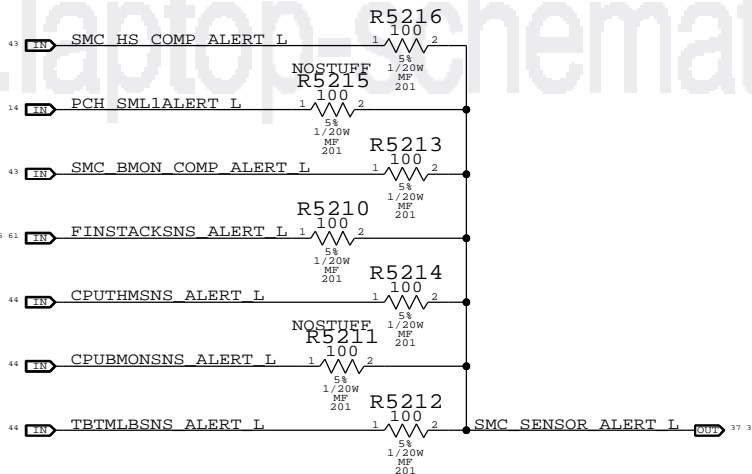 .laptop-schemat
R5216
43 IN SMC_HS_COMP_ALERT_L 1 100 2
5%
1/20W
MF
201
NOSTUFF
R5215
14 IN PCH_SML1ALERT_L 1 100 2
5%
1/20W
MF
201
R5213
43 IN SMC_BMON_COMP_ALERT_L 1 100 2
5%
1/20W
MF
201
R5210
61 IN FINSTACKSNS_ALERT_L 1 100 2
5%
1/20W
MF
201
R5214
44 IN CPUTHMSNS_ALERT_L 1 100 2
5%
1/20W
MF
201
NOSTUFF
R5211
44 IN CPUBMONSNS_ALERT_L 1 100 2
5%
1/20W
MF
201
R5212
44 IN TBTMLBSNS_ALERT_L 1 100 2 SMC_SENSOR_ALERT_L OUT 37 3
5%
1/20W
MF
201